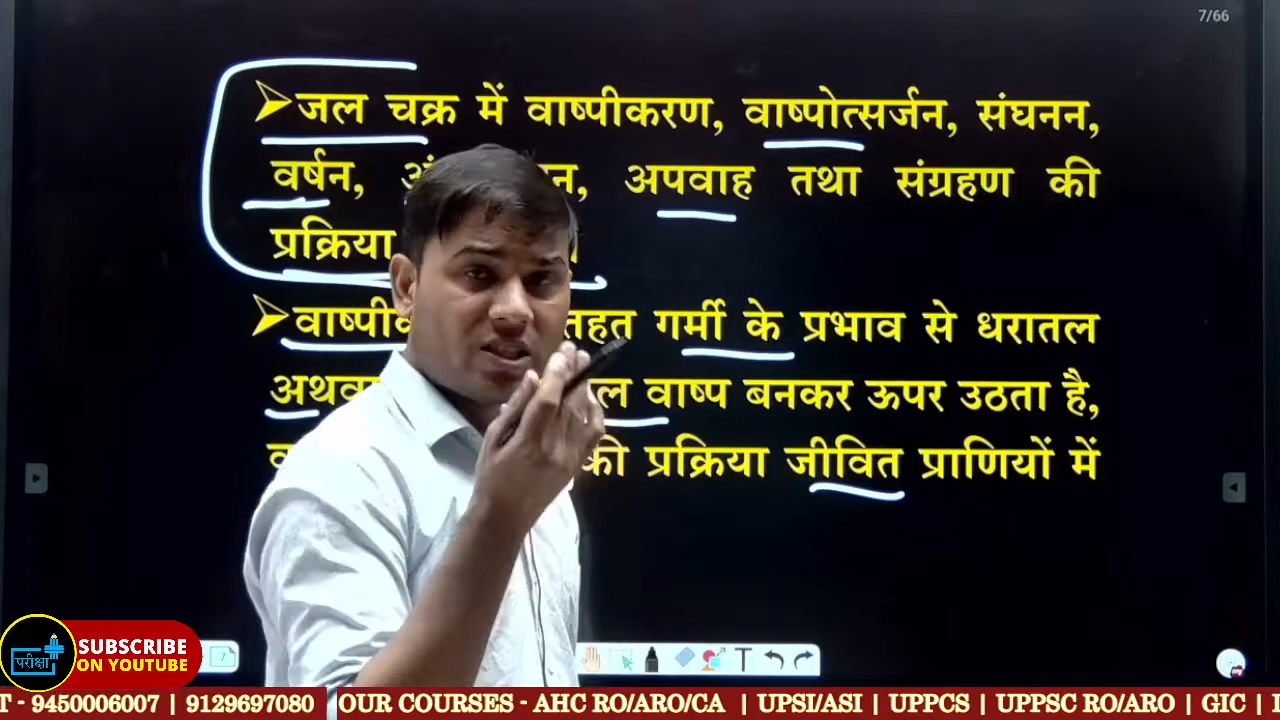 7/66
➤जल चक्र में वाष्पीकरण, वाष्पोत्सर्जन, संघनन,
वर्षन, अपवाह तथा संग्रहण की
प्रक्रिया
➤तहत गर्मी के प्रभाव से धरातल
अथवा वाष्प बनकर ऊपर उठता है,
की प्रक्रिया जीवित प्राणियों में
परीक्षा
SUBSCRIBE
ON YOUTUBE
T - 9450006007 | 9129697080 | OUR COURSES - AHC RO/ARO/CA | UPSI/ASI | UPPCS | UPPSC RO/ARO | GIC |